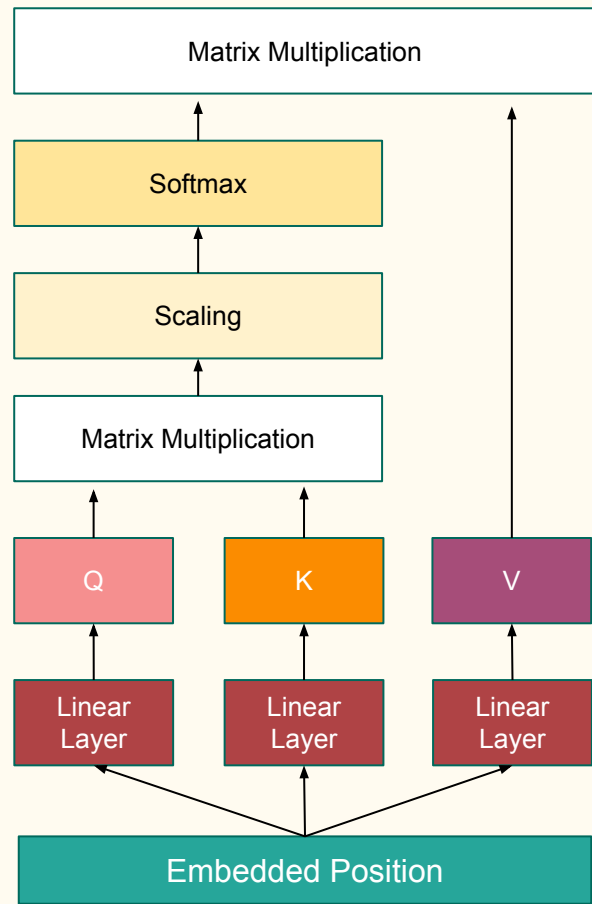 Matrix Multiplication
Softmax
Scaling
Matrix Multiplication
Q
K
V
Linear
Layer
Linear
Layer
Linear
Layer
Embedded Position